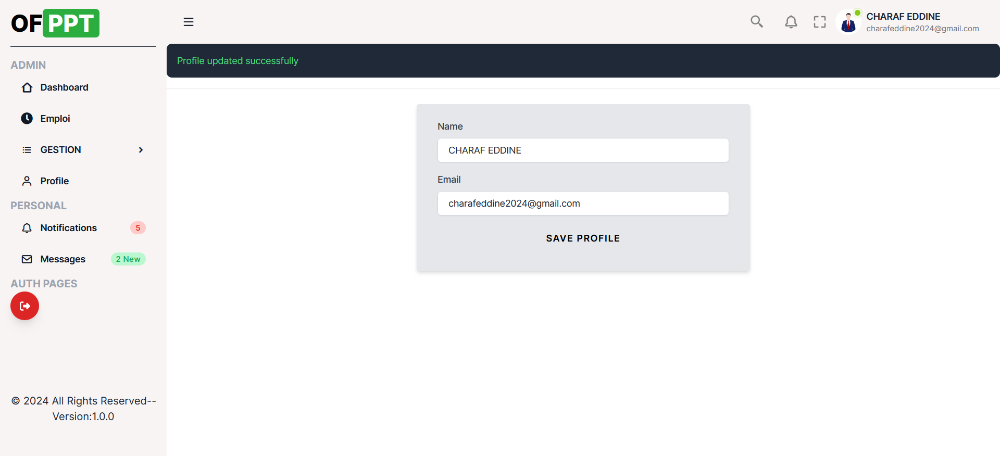 OFPPT
ADMIN
Dashboard
Emploi
GESTION
Profile
PERSONAL
Notifications 5
Messages 2 New
AUTH PAGES
© 2024 All Rights Reserved--
Version:1.0.0
CHARAF EDDINE
charafeddine2024@gmail.com
Profile updated successfully
Name
CHARAF EDDINE
Email
charafeddine2024@gmail.com
SAVE PROFILE